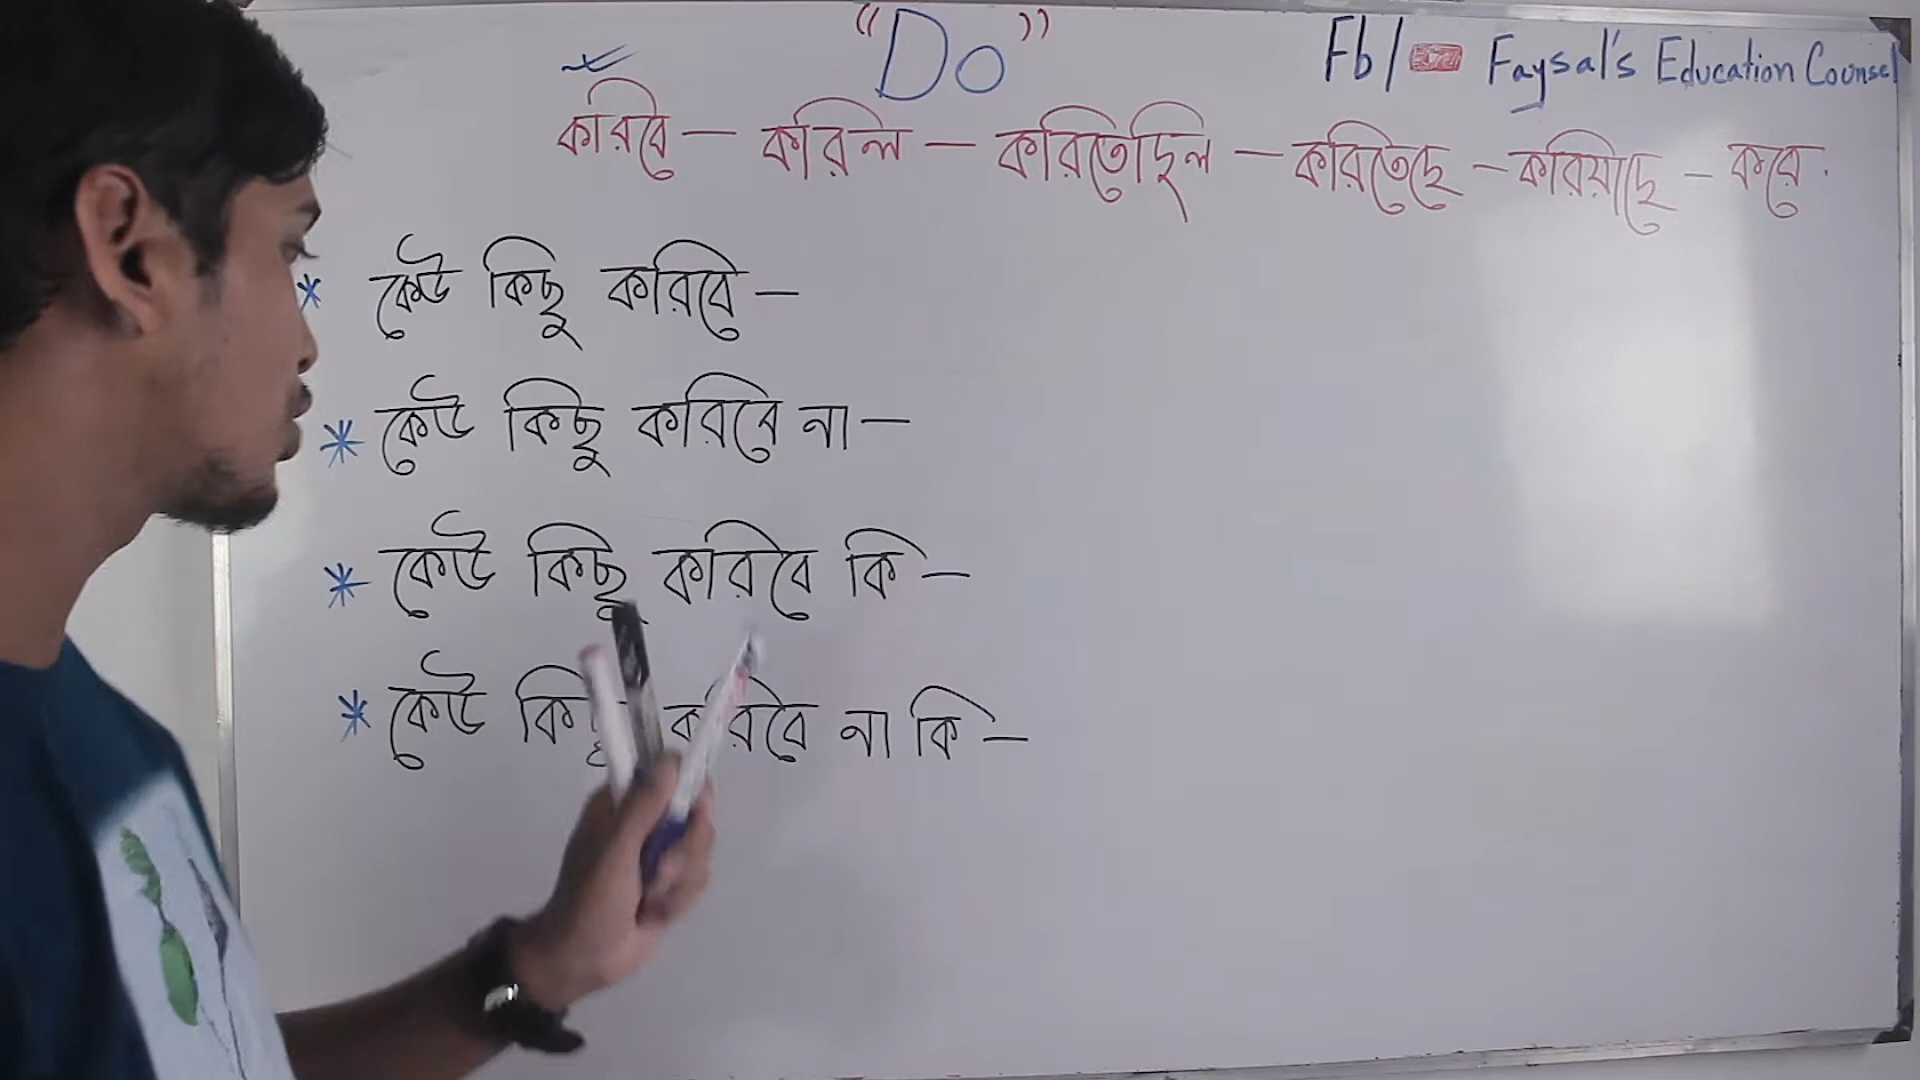 "Do"
Fb / Faysal's Education Counsel
করিবে – করিল – করিতেছিল – করিতেছে – করিয়াছে – করে.
* কেউ কিছু করিবে –
* কেউ কিছু করিবে না –
* কেউ কিছু করিবে কি –
* কেউ কিছু করিবে না কি –